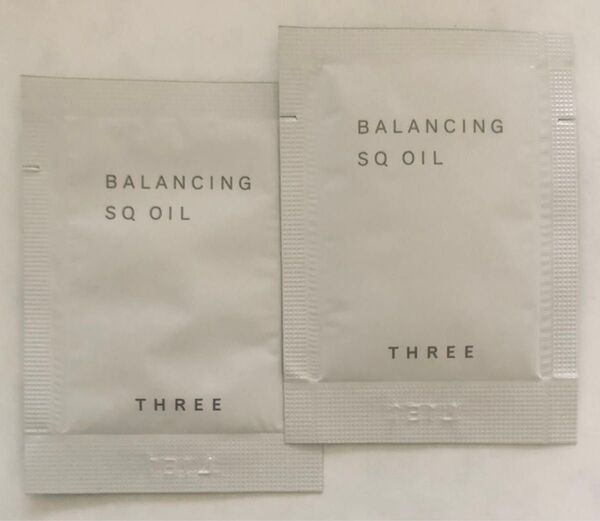 BALANCING
SQ OIL
THREE
BALANCING
SQ OIL
THREE